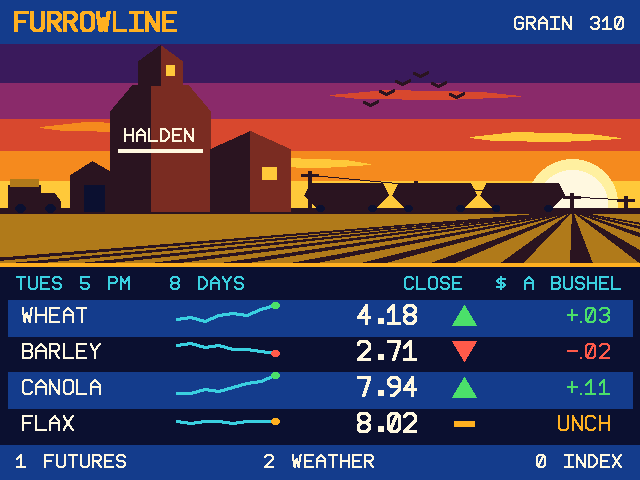 FURROWLINE GRAIN 310
HALDEN
TUES 5 PM 8 DAYS CLOSE $ A BUSHEL
WHEAT 4.18 +.03
BARLEY 2.71 -.02
CANOLA 7.94 +.11
FLAX 8.02 UNCH
1 FUTURES 2 WEATHER 0 INDEX